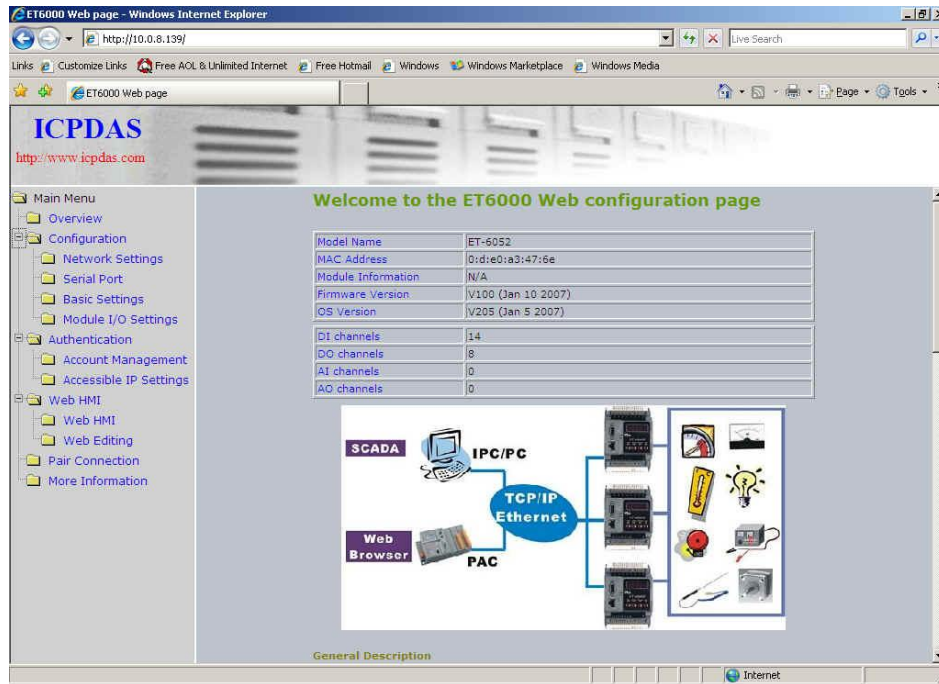 ET6000 Web page - Windows Internet Explorer
http://10.0.8.139/
Live Search
Links Customize Links Free AOL & Unlimited Internet Free Hotmail Windows Windows Marketplace Windows Media
ET6000 Web page
Page Tools
ICPDAS
http://www.icpdas.com
Main Menu
Overview
Configuration
Network Settings
Serial Port
Basic Settings
Module I/O Settings
Authentication
Account Management
Accessible IP Settings
Web HMI
Web HMI
Web Editing
Pair Connection
More Information
Welcome to the ET6000 Web configuration page
Model Name ET-6052
MAC Address 0:d:e0:a3:47:6e
Module Information N/A
Firmware Version V100 (Jan 10 2007)
OS Version V205 (Jan 5 2007)
DI channels 14
DO channels 8
AI channels 0
AO channels 0
SCADA
IPC/PC
TCP/IP
Ethernet
Web
Browser
PAC
General Description
Internet